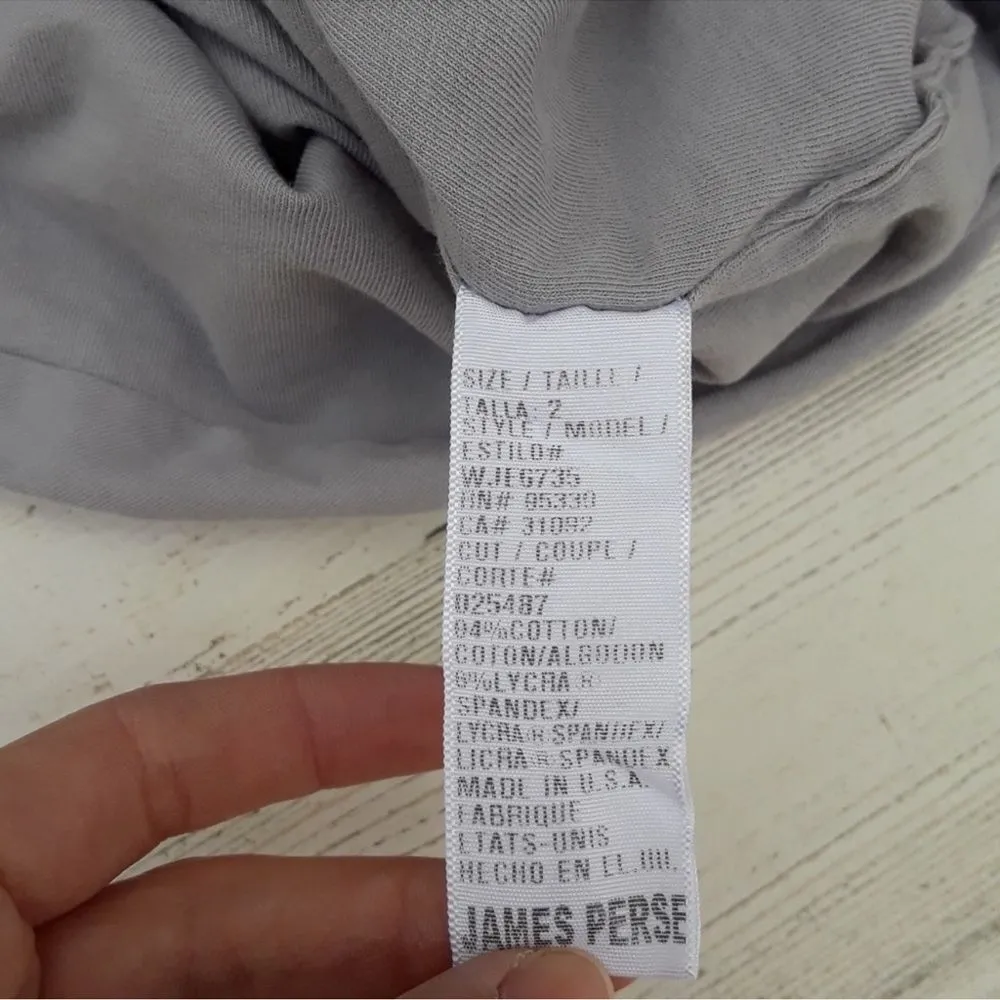 SIZE / TAILLE /
TALLA: 2
STYLE / MODEL /
ESTILO#
WJE6735
RN# 95339
CA# 31092
CUT / COUPE /
CORTE#
025487
94%COTTON/
COTON/ALGODON
6%LYCRA R
SPANDEX/
LYCRA R SPANDEX/
LICRA R SPANDEX
MADE IN U.S.A.
FABRIQUE
ETATS-UNIS
HECHO EN EE.UU.
JAMES PERSE